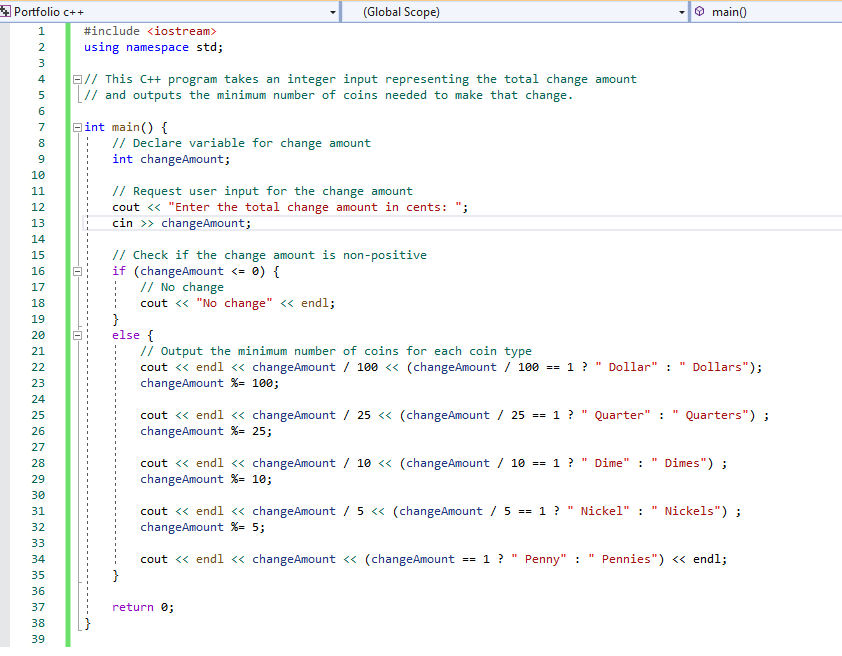 Portfolio c++ (Global Scope) main()
1 #include <iostream>
2 using namespace std;
3
4 // This C++ program takes an integer input representing the total change amount
5 // and outputs the minimum number of coins needed to make that change.
6
7 int main() {
8 // Declare variable for change amount
9 int changeAmount;
10
11 // Request user input for the change amount
12 cout << "Enter the total change amount in cents: ";
13 cin >> changeAmount;
14
15 // Check if the change amount is non-positive
16 if (changeAmount <= 0) {
17 // No change
18 cout << "No change" << endl;
19 }
20 else {
21 // Output the minimum number of coins for each coin type
22 cout << endl << changeAmount / 100 << (changeAmount / 100 == 1 ? " Dollar" : " Dollars");
23 changeAmount %= 100;
24
25 cout << endl << changeAmount / 25 << (changeAmount / 25 == 1 ? " Quarter" : " Quarters") ;
26 changeAmount %= 25;
27
28 cout << endl << changeAmount / 10 << (changeAmount / 10 == 1 ? " Dime" : " Dimes") ;
29 changeAmount %= 10;
30
31 cout << endl << changeAmount / 5 << (changeAmount / 5 == 1 ? " Nickel" : " Nickels") ;
32 changeAmount %= 5;
33
34 cout << endl << changeAmount << (changeAmount == 1 ? " Penny" : " Pennies") << endl;
35 }
36
37 return 0;
38 }
39